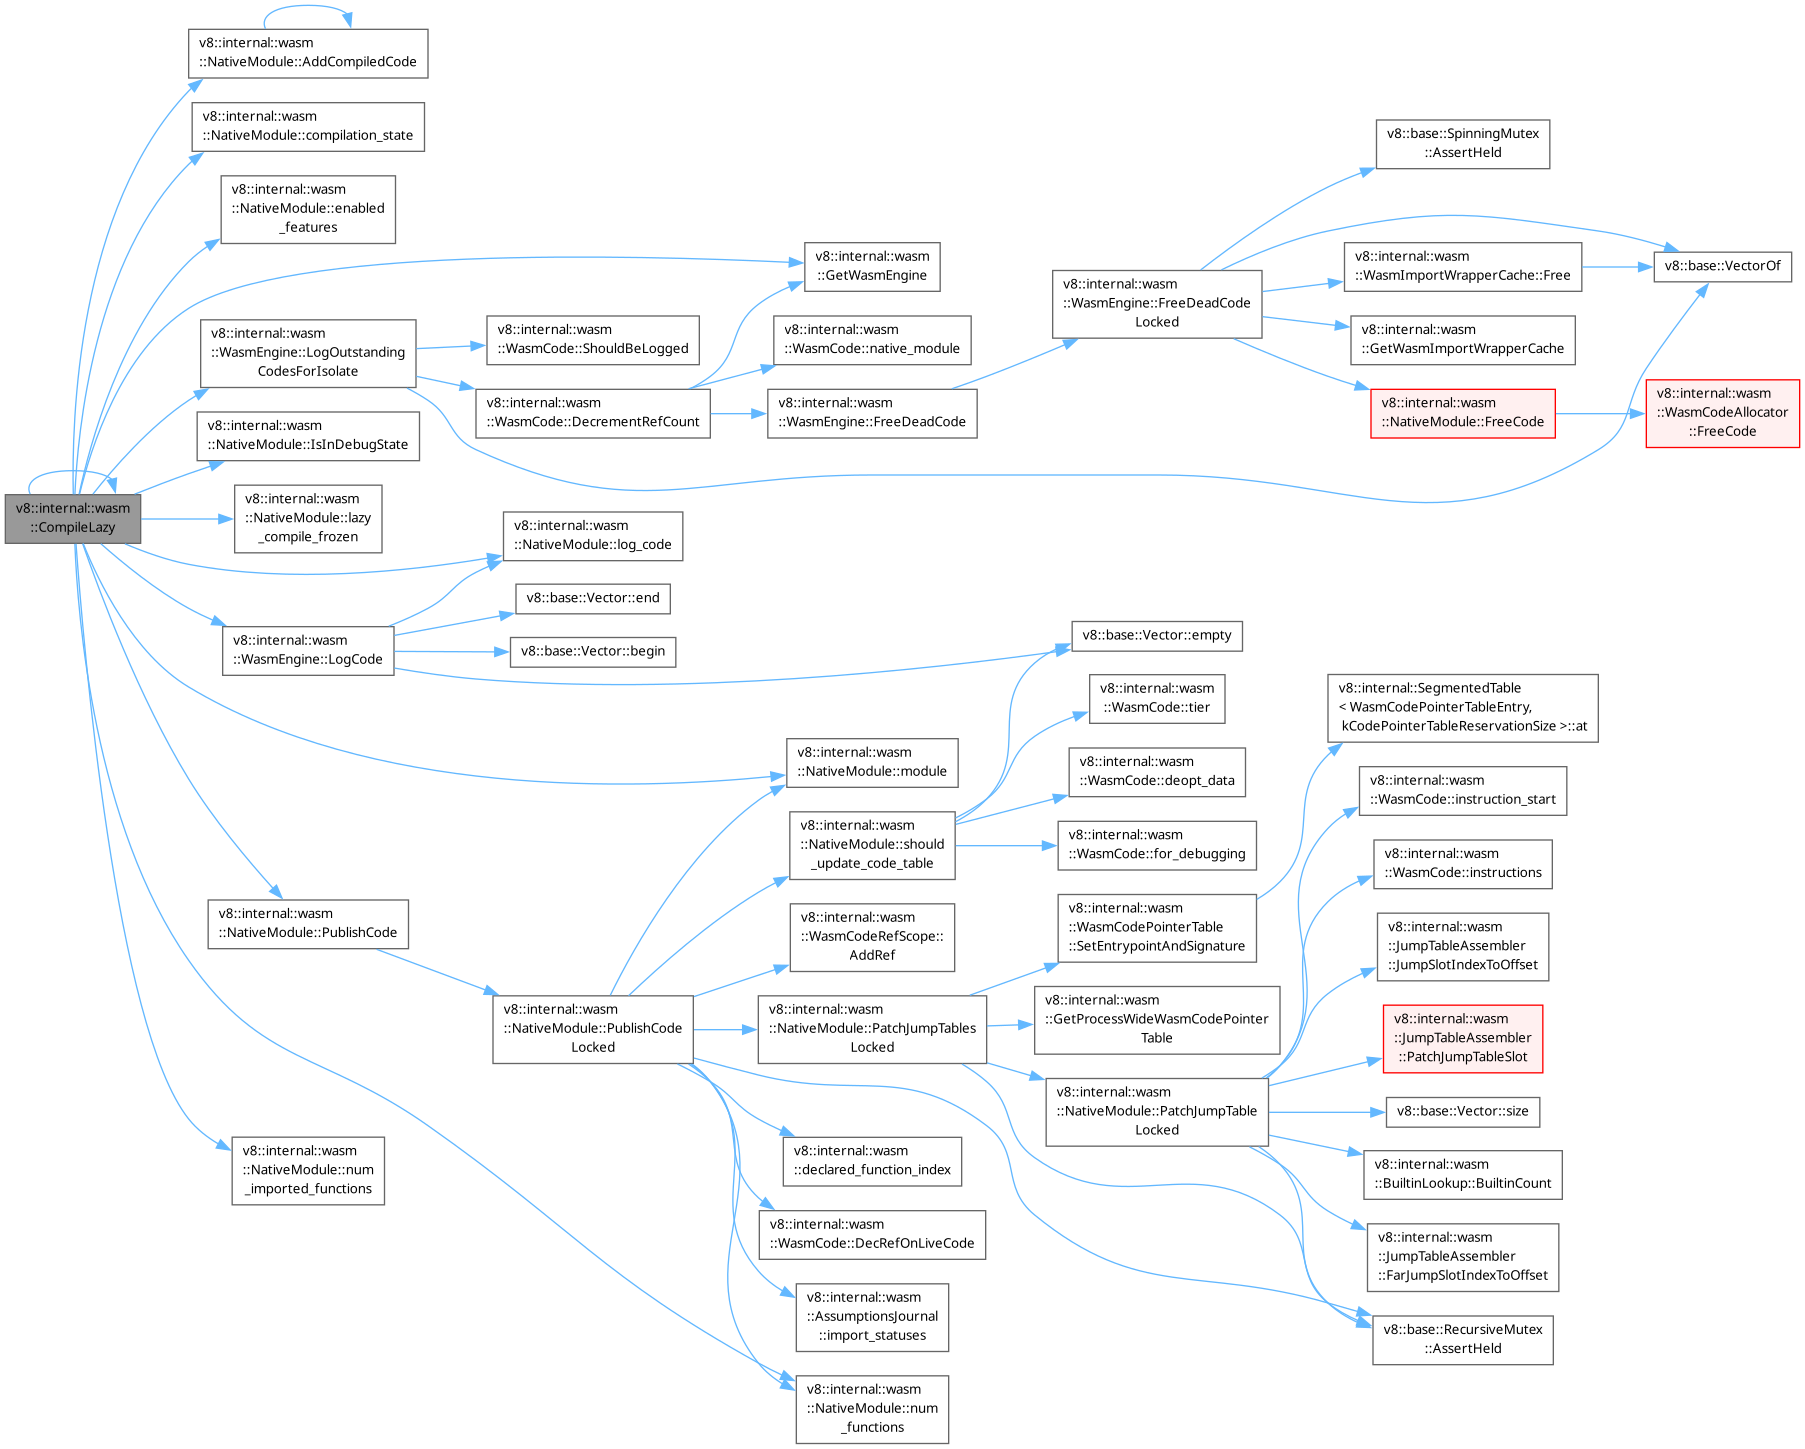 v8::internal::wasm
::CompileLazy
v8::internal::wasm
::NativeModule::AddCompiledCode
v8::internal::wasm
::NativeModule::compilation_state
v8::internal::wasm
::NativeModule::enabled
_features
v8::internal::wasm
::GetWasmEngine
v8::internal::wasm
::WasmEngine::LogOutstanding
CodesForIsolate
v8::internal::wasm
::NativeModule::IsInDebugState
v8::internal::wasm
::NativeModule::lazy
_compile_frozen
v8::internal::wasm
::NativeModule::log_code
v8::internal::wasm
::WasmEngine::LogCode
v8::internal::wasm
::NativeModule::module
v8::internal::wasm
::NativeModule::PublishCode
v8::internal::wasm
::NativeModule::num
_imported_functions
v8::internal::wasm
::NativeModule::num
_functions
v8::internal::wasm
::WasmCode::ShouldBeLogged
v8::internal::wasm
::WasmCode::DecrementRefCount
v8::internal::wasm
::WasmCode::native_module
v8::internal::wasm
::WasmEngine::FreeDeadCode
v8::internal::wasm
::WasmEngine::FreeDeadCode
Locked
v8::base::SpinningMutex
::AssertHeld
v8::base::VectorOf
v8::internal::wasm
::WasmImportWrapperCache::Free
v8::internal::wasm
::GetWasmImportWrapperCache
v8::internal::wasm
::NativeModule::FreeCode
v8::internal::wasm
::WasmCodeAllocator
::FreeCode
v8::base::Vector::end
v8::base::Vector::begin
v8::base::Vector::empty
v8::internal::wasm
::NativeModule::PublishCode
Locked
v8::internal::wasm
::NativeModule::should
_update_code_table
v8::internal::wasm
::WasmCode::tier
v8::internal::wasm
::WasmCode::deopt_data
v8::internal::wasm
::WasmCode::for_debugging
v8::internal::wasm
::WasmCodeRefScope::
AddRef
v8::internal::wasm
::NativeModule::PatchJumpTables
Locked
v8::internal::wasm
::declared_function_index
v8::internal::wasm
::WasmCode::DecRefOnLiveCode
v8::internal::wasm
::AssumptionsJournal
::import_statuses
v8::internal::wasm
::WasmCodePointerTable
::SetEntrypointAndSignature
v8::internal::wasm
::GetProcessWideWasmCodePointer
Table
v8::internal::wasm
::NativeModule::PatchJumpTable
Locked
v8::internal::SegmentedTable
< WasmCodePointerTableEntry,
kCodePointerTableReservationSize >::at
v8::internal::wasm
::WasmCode::instruction_start
v8::internal::wasm
::WasmCode::instructions
v8::internal::wasm
::JumpTableAssembler
::JumpSlotIndexToOffset
v8::internal::wasm
::JumpTableAssembler
::PatchJumpTableSlot
v8::base::Vector::size
v8::internal::wasm
::BuiltinLookup::BuiltinCount
v8::internal::wasm
::JumpTableAssembler
::FarJumpSlotIndexToOffset
v8::base::RecursiveMutex
::AssertHeld